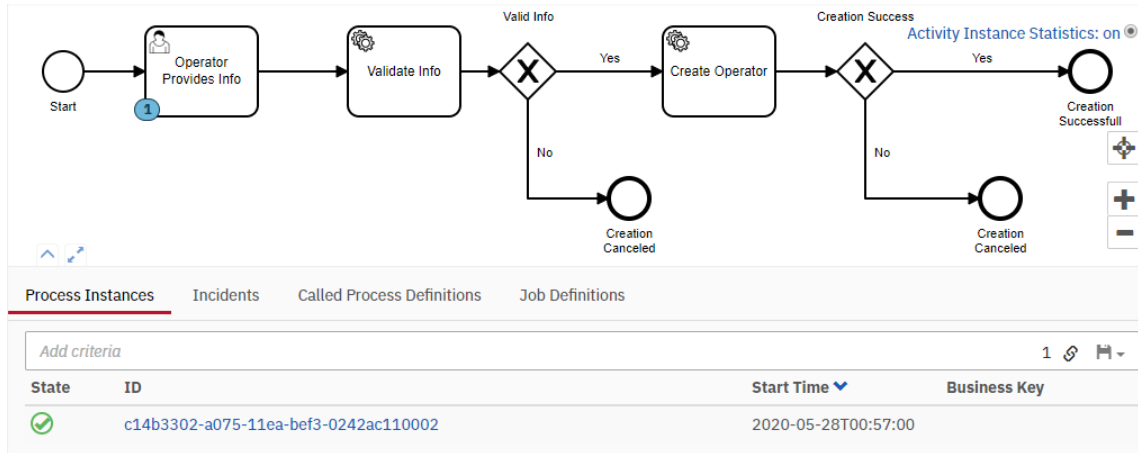 Valid Info
Creation Success
Activity Instance Statistics: on
Operator
Provides Info
Validate Info
Yes
Create Operator
Yes
Start
1
Creation
Successfull
No
No
Creation
Canceled
Creation
Canceled
Process Instances Incidents Called Process Definitions Job Definitions
Add criteria 1
State ID Start Time Business Key
c14b3302-a075-11ea-bef3-0242ac110002 2020-05-28T00:57:00